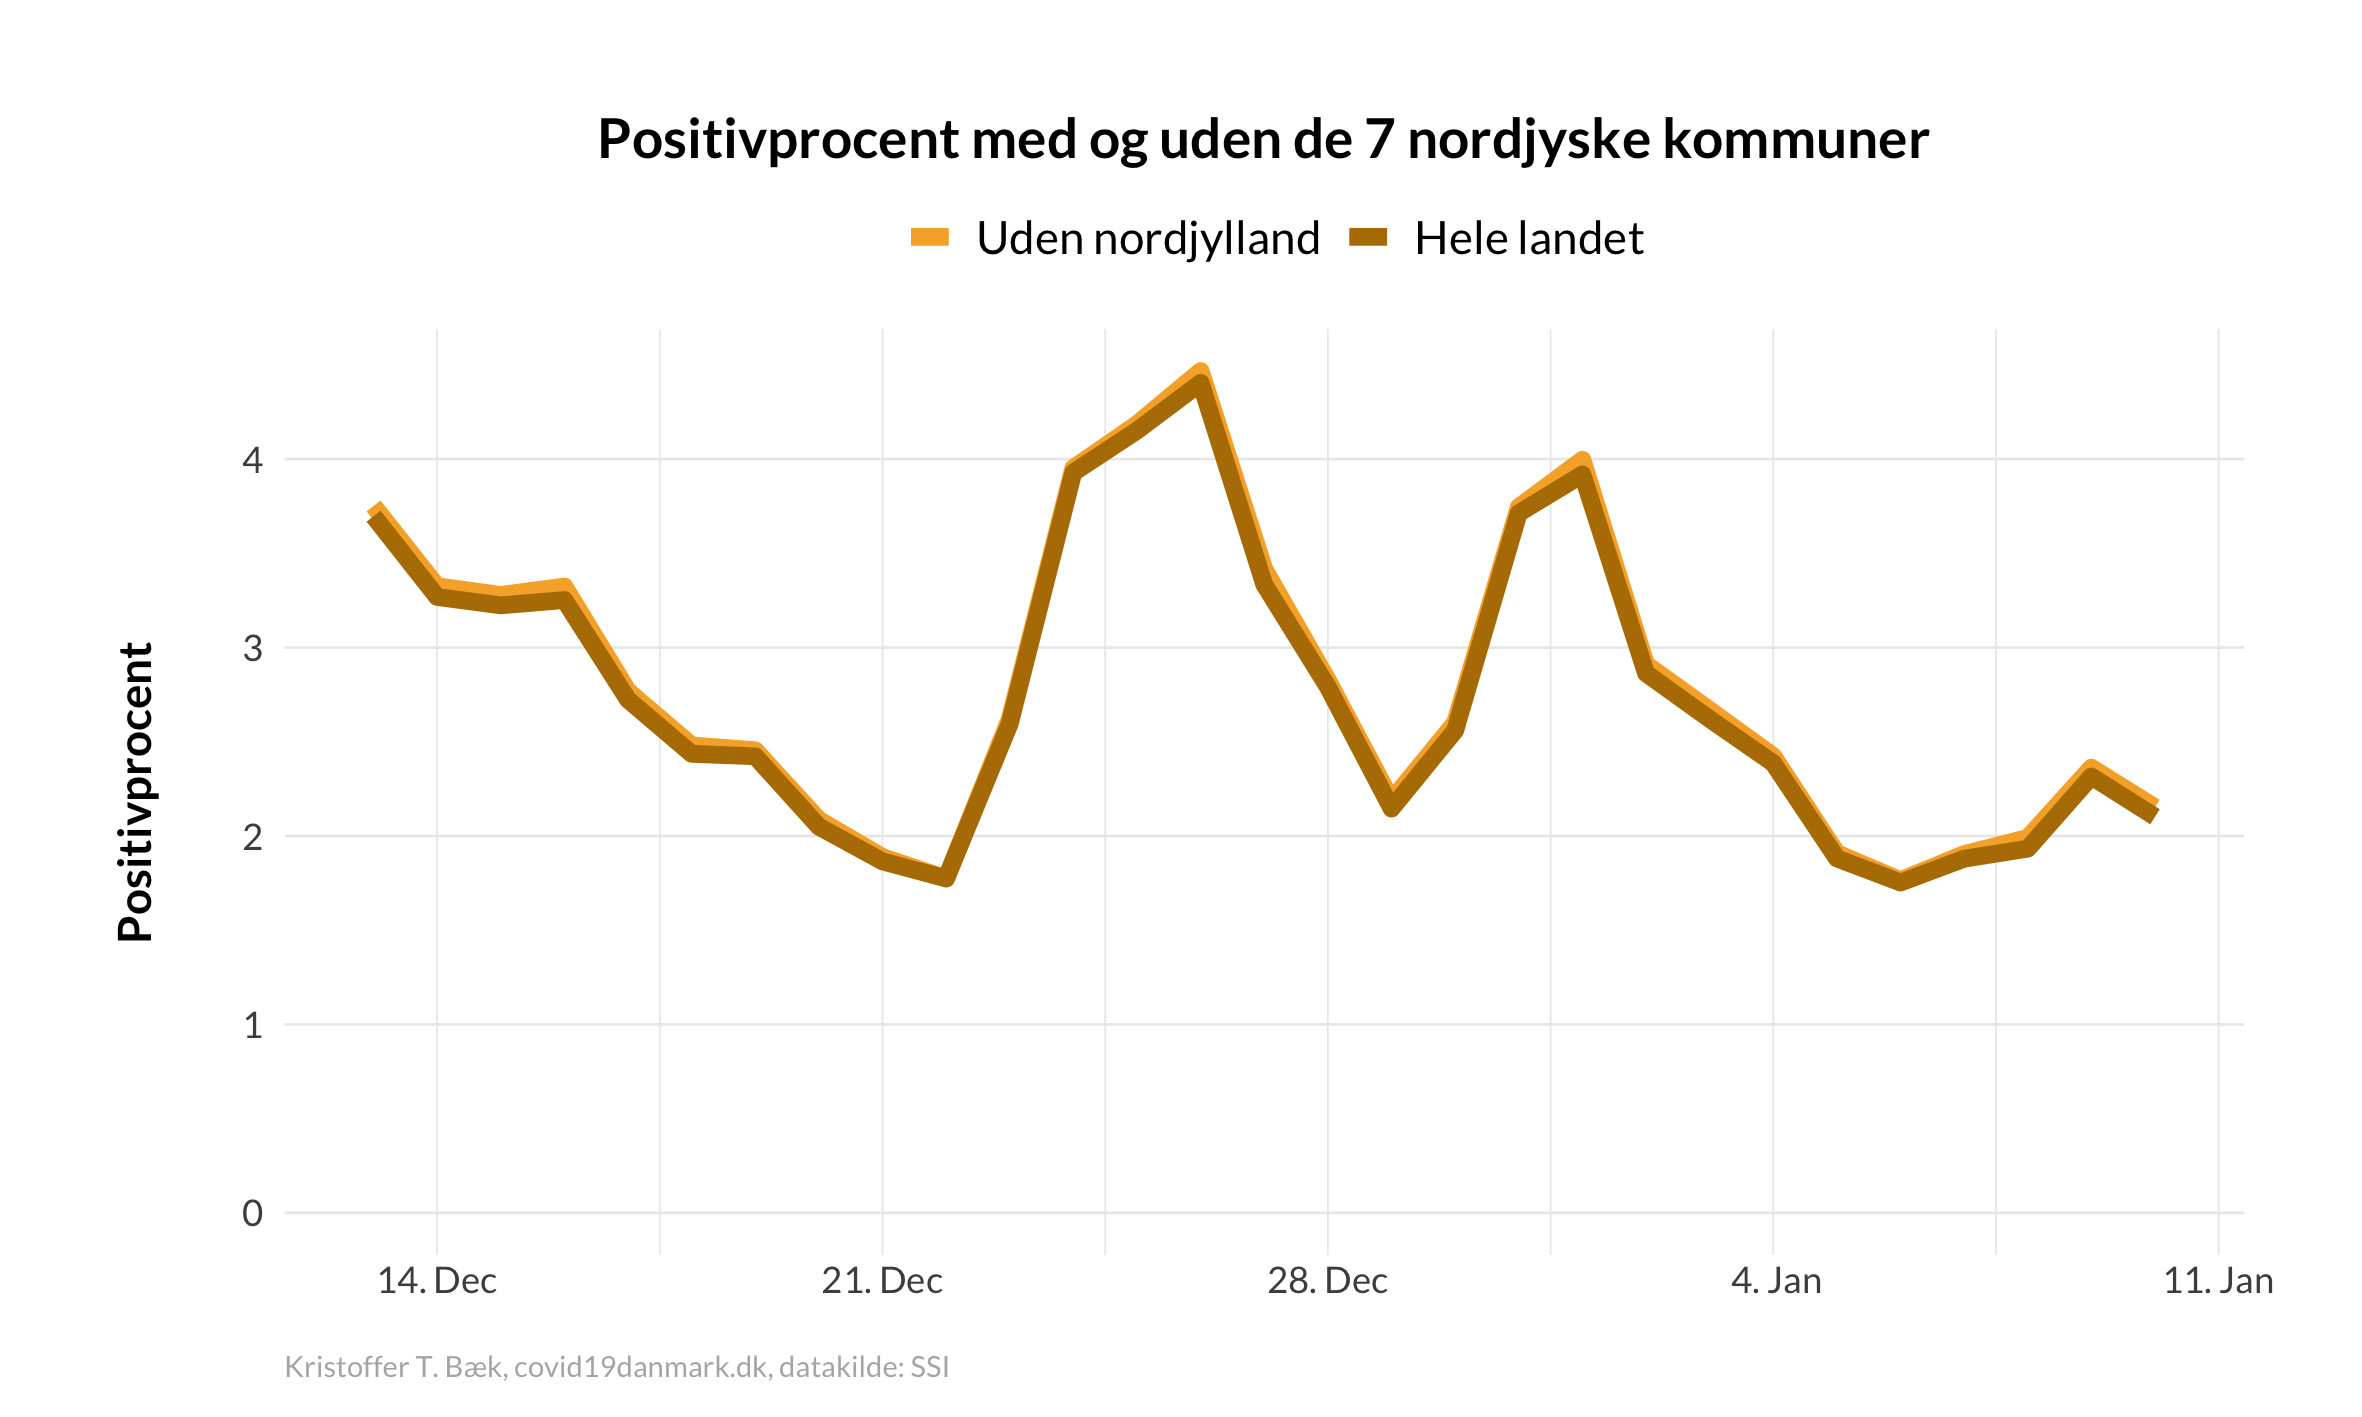 Positivprocent med og uden de 7 nordjyske kommuner
Uden nordjylland Hele landet
Positivprocent
4
3
2
1
0
14. Dec 21. Dec 28. Dec 4. Jan 11. Jan
Kristoffer T. Bæk, covid19danmark.dk, datakilde: SSI